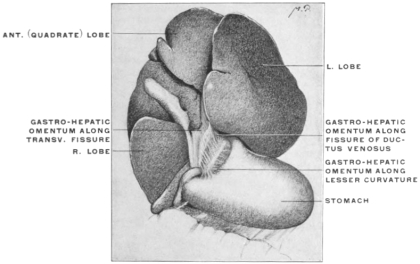 ANT. (QUADRATE) LOBE
L. LOBE
GASTRO-HEPATIC
OMENTUM ALONG
TRANSV. FISSURE
R. LOBE
GASTRO-HEPATIC
OMENTUM ALONG
FISSURE OF DUC-
TUS VENOSUS
GASTRO-HEPATIC
OMENTUM ALONG
LESSER CURVATURE
STOMACH